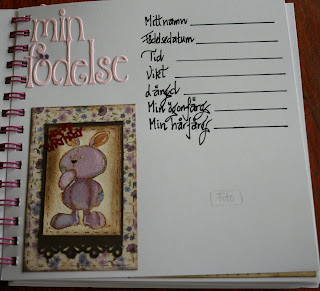 min
födelse
Mitt namn
Födelsedatum
Tid
Vikt
Längd
Min ögonfärg
Min hårfärg
Foto